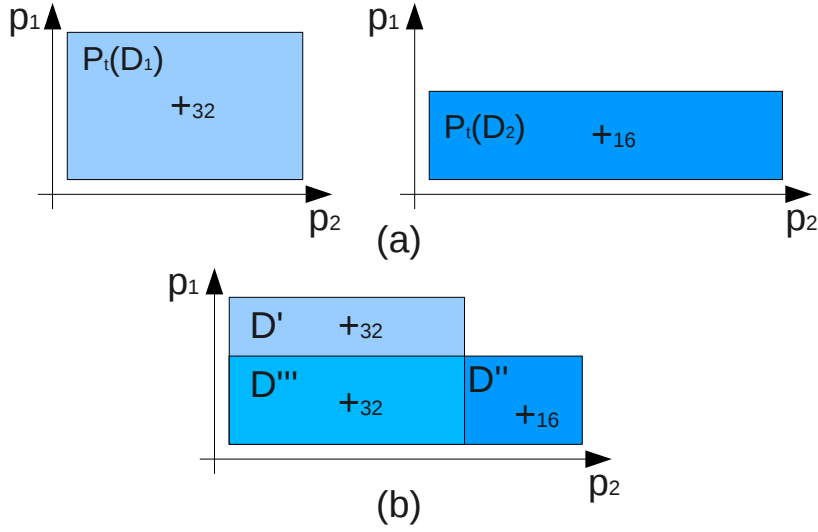 p₁
Pₜ(D₁)
+₃₂
p₂
p₁
Pₜ(D₂)
+₁₆
p₂
(a)
p₁
D'
+₃₂
D'''
+₃₂
D''
+₁₆
p₂
(b)